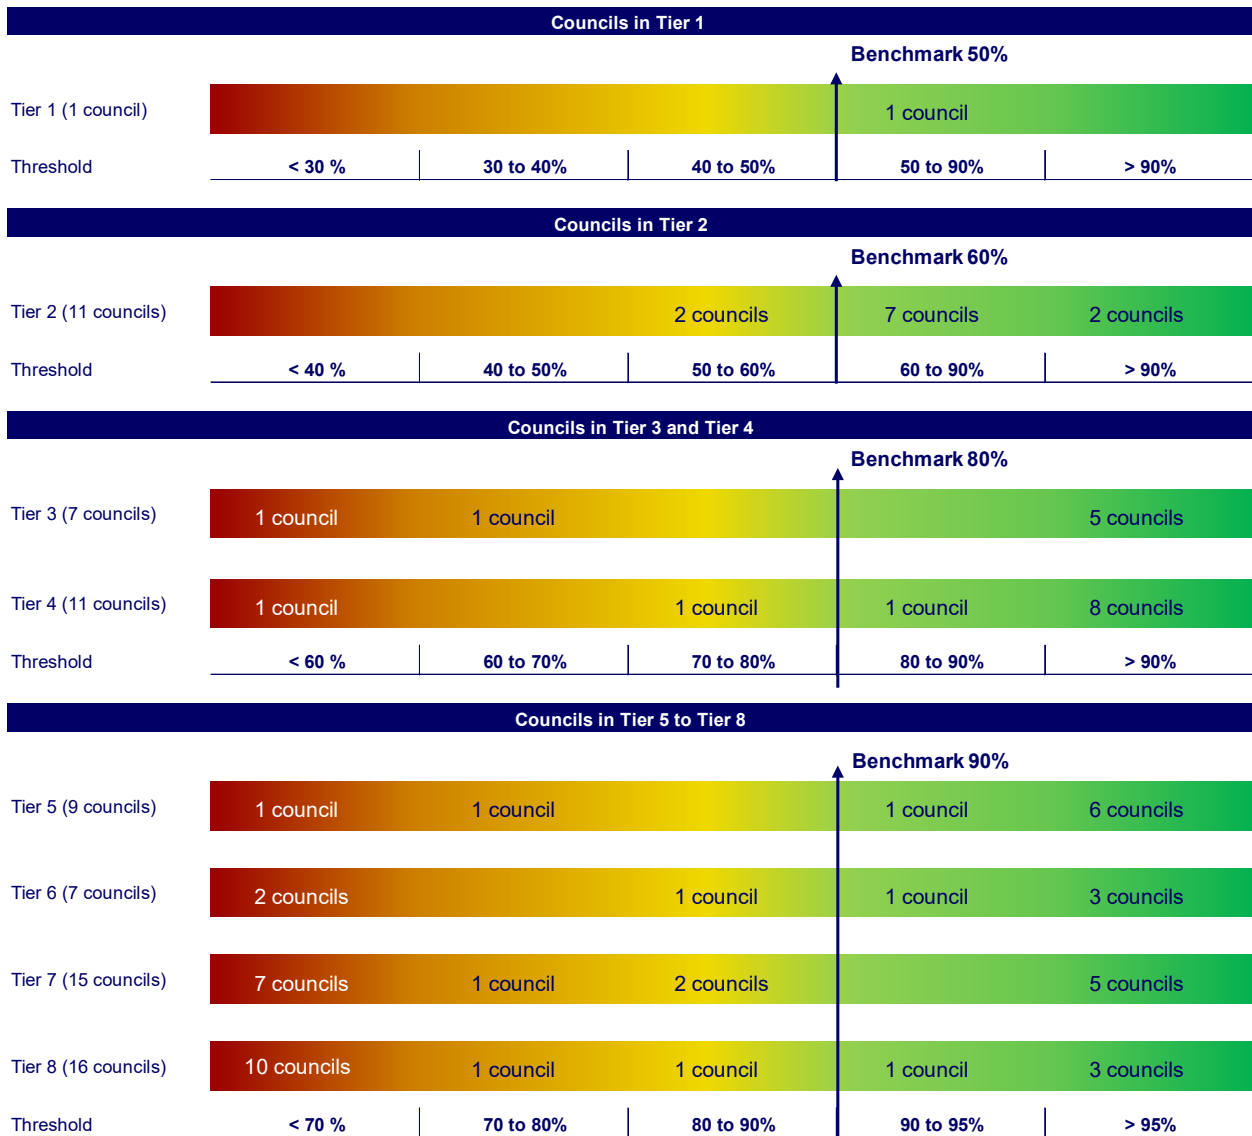 Councils in Tier 1
Benchmark 50%
Tier 1 (1 council) 1 council
Threshold < 30 % 30 to 40% 40 to 50% 50 to 90% > 90%
Councils in Tier 2
Benchmark 60%
Tier 2 (11 councils) 2 councils 7 councils 2 councils
Threshold < 40 % 40 to 50% 50 to 60% 60 to 90% > 90%
Councils in Tier 3 and Tier 4
Benchmark 80%
Tier 3 (7 councils) 1 council 1 council 5 councils
Tier 4 (11 councils) 1 council 1 council 1 council 8 councils
Threshold < 60 % 60 to 70% 70 to 80% 80 to 90% > 90%
Councils in Tier 5 to Tier 8
Benchmark 90%
Tier 5 (9 councils) 1 council 1 council 1 council 6 councils
Tier 6 (7 councils) 2 councils 1 council 1 council 3 councils
Tier 7 (15 councils) 7 councils 1 council 2 councils 5 councils
Tier 8 (16 councils) 10 councils 1 council 1 council 1 council 3 councils
Threshold < 70 % 70 to 80% 80 to 90% 90 to 95% > 95%